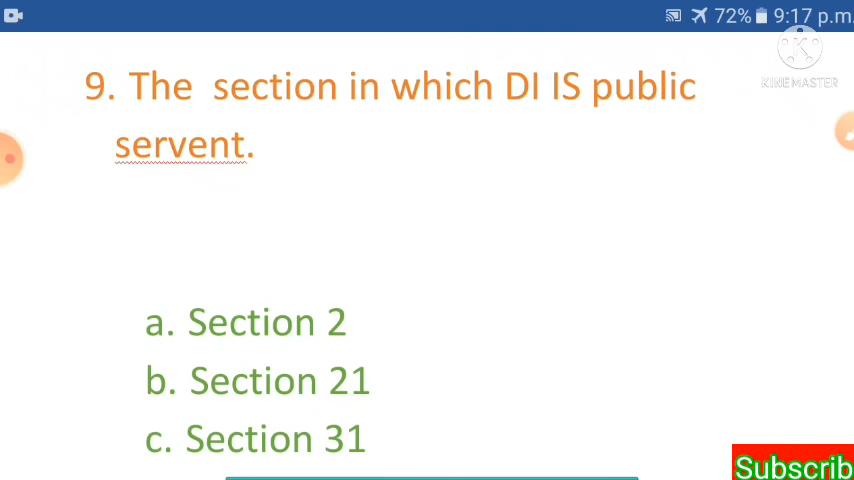 72% 9:17 p.m.
KINEMASTER
9. The section in which DI IS public
servent.
a. Section 2
b. Section 21
c. Section 31
Subscrib